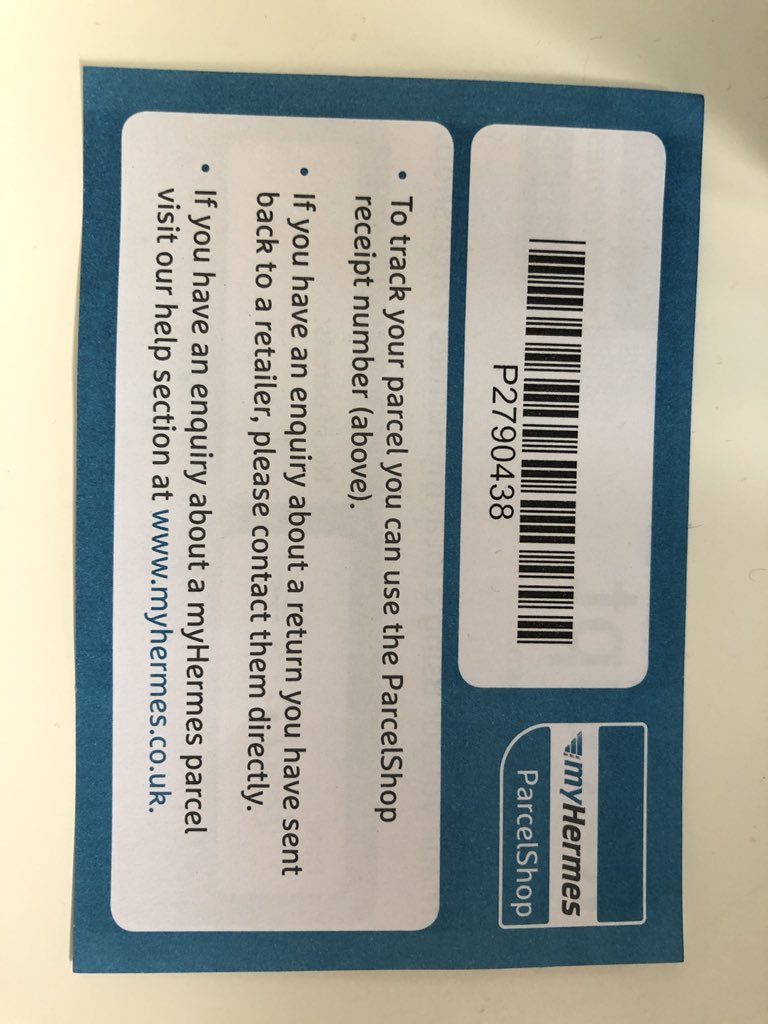 P2790438
myHermes
ParcelShop
• To track your parcel you can use the ParcelShop
receipt number (above).
• If you have an enquiry about a return you have sent
back to a retailer, please contact them directly.
• If you have an enquiry about a myHermes parcel
visit our help section at www.myhermes.co.uk.